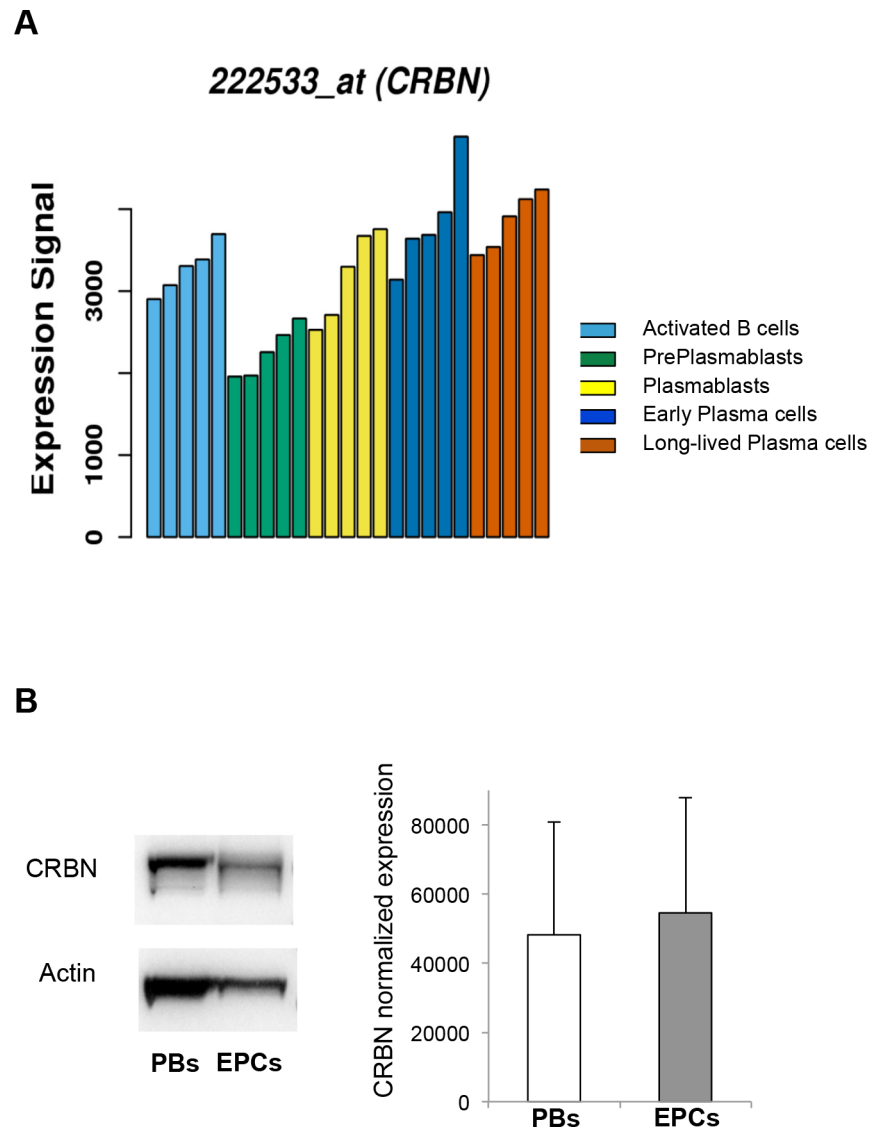 A
222533_at (CRBN)
Expression Signal
3000
1000
0
Activated B cells
PrePlasmablasts
Plasmablasts
Early Plasma cells
Long-lived Plasma cells
B
CRBN
Actin
PBs EPCs
CRBN normalized expression
80000
60000
40000
20000
0
PBs EPCs